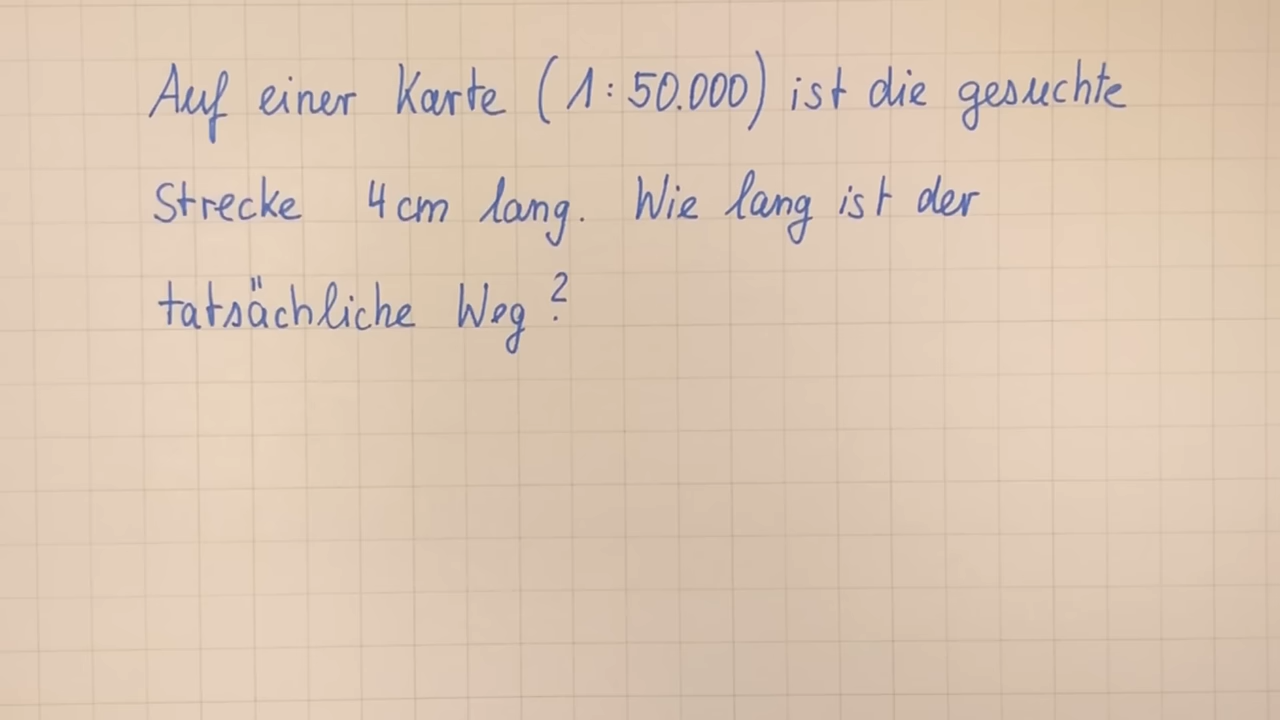 Auf einer Karte (1:50.000) ist die gesuchte
Strecke 4cm lang. Wie lang ist der
tatsächliche Weg?